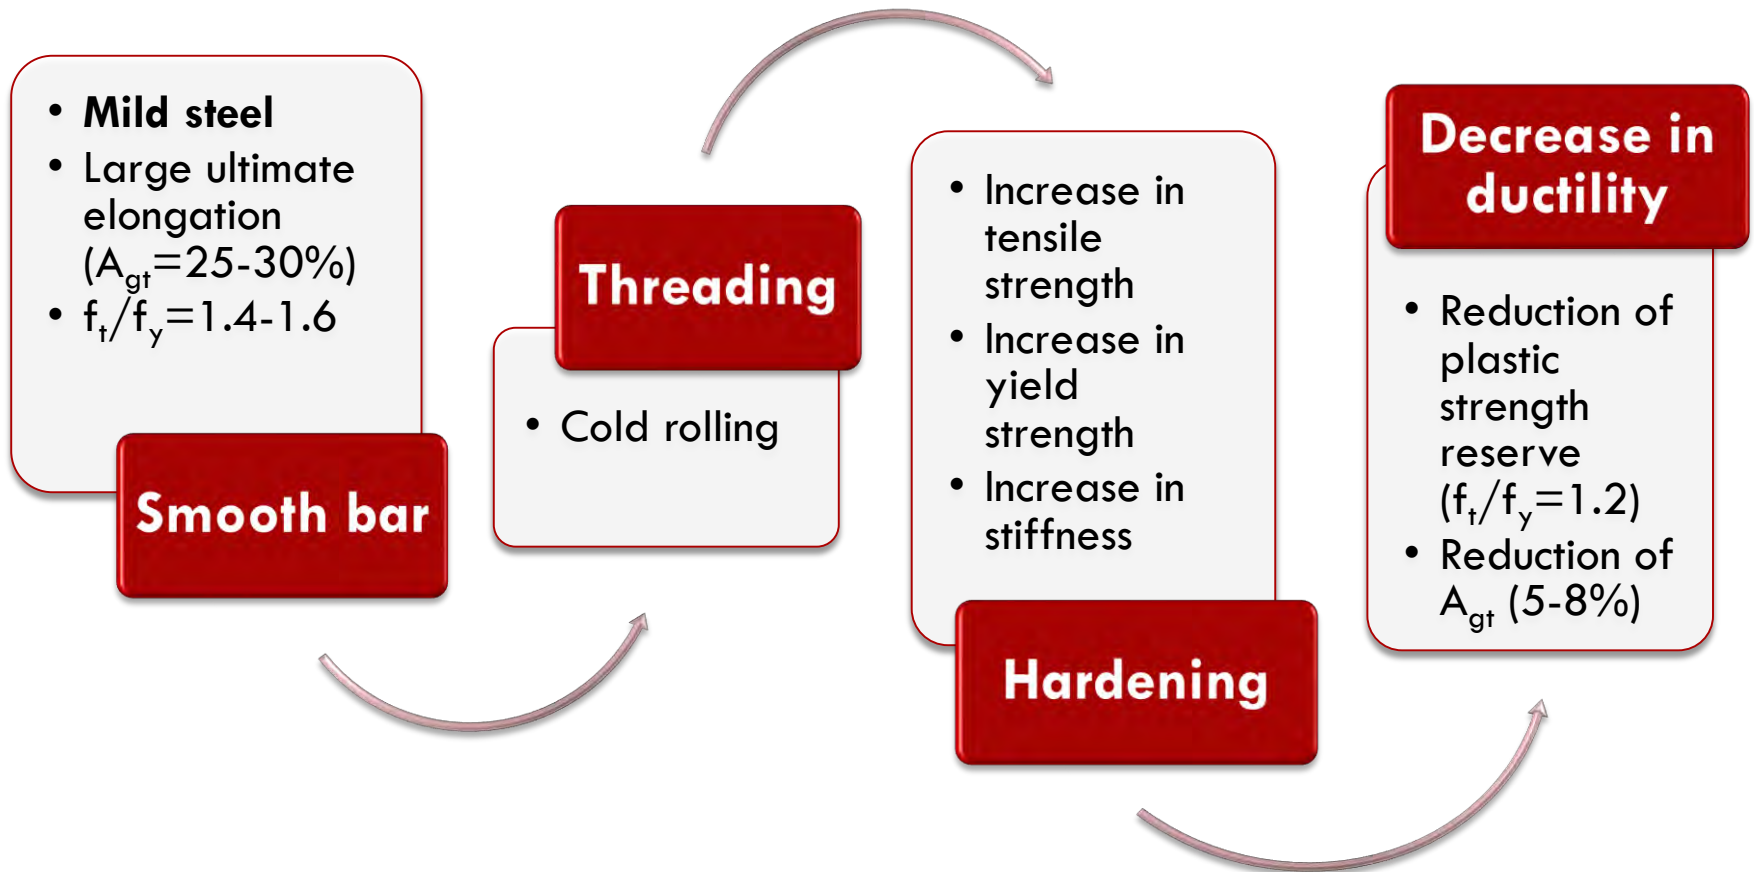 • Mild steel
• Large ultimate
elongation
(Agt=25-30%)
• ft/fy=1.4-1.6
Smooth bar
Threading
• Cold rolling
• Increase in
tensile
strength
• Increase in
yield
strength
• Increase in
stiffness
Hardening
Decrease in
ductility
• Reduction of
plastic
strength
reserve
(ft/fy=1.2)
• Reduction of
Agt (5-8%)